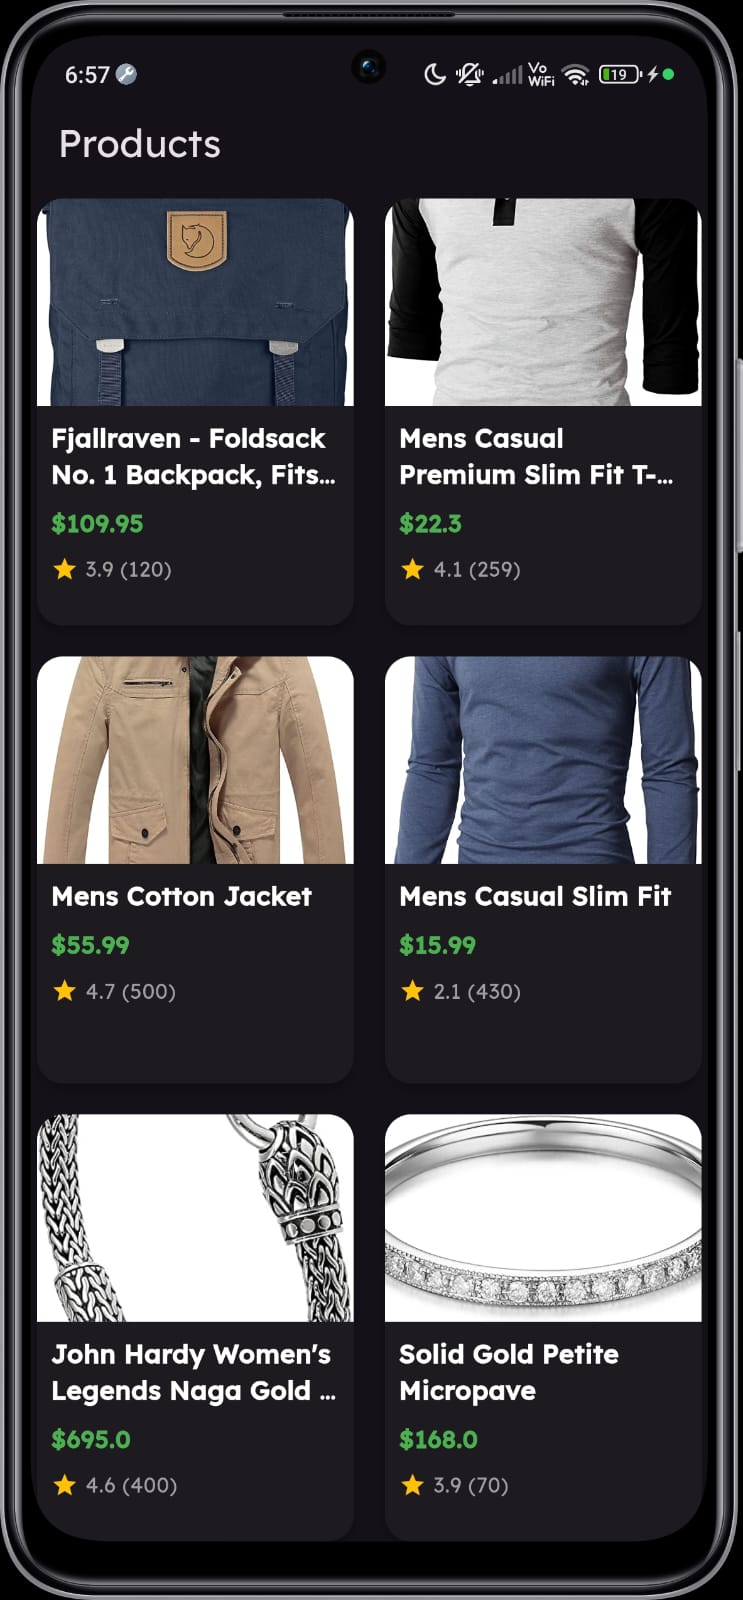 6:57
Vo
WiFi
19
Products
Fjallraven - Foldsack
No. 1 Backpack, Fits...
$109.95
3.9 (120)
Mens Casual
Premium Slim Fit T-...
$22.3
4.1 (259)
Mens Cotton Jacket
$55.99
4.7 (500)
Mens Casual Slim Fit
$15.99
2.1 (430)
John Hardy Women's
Legends Naga Gold ...
$695.0
4.6 (400)
Solid Gold Petite
Micropave
$168.0
3.9 (70)